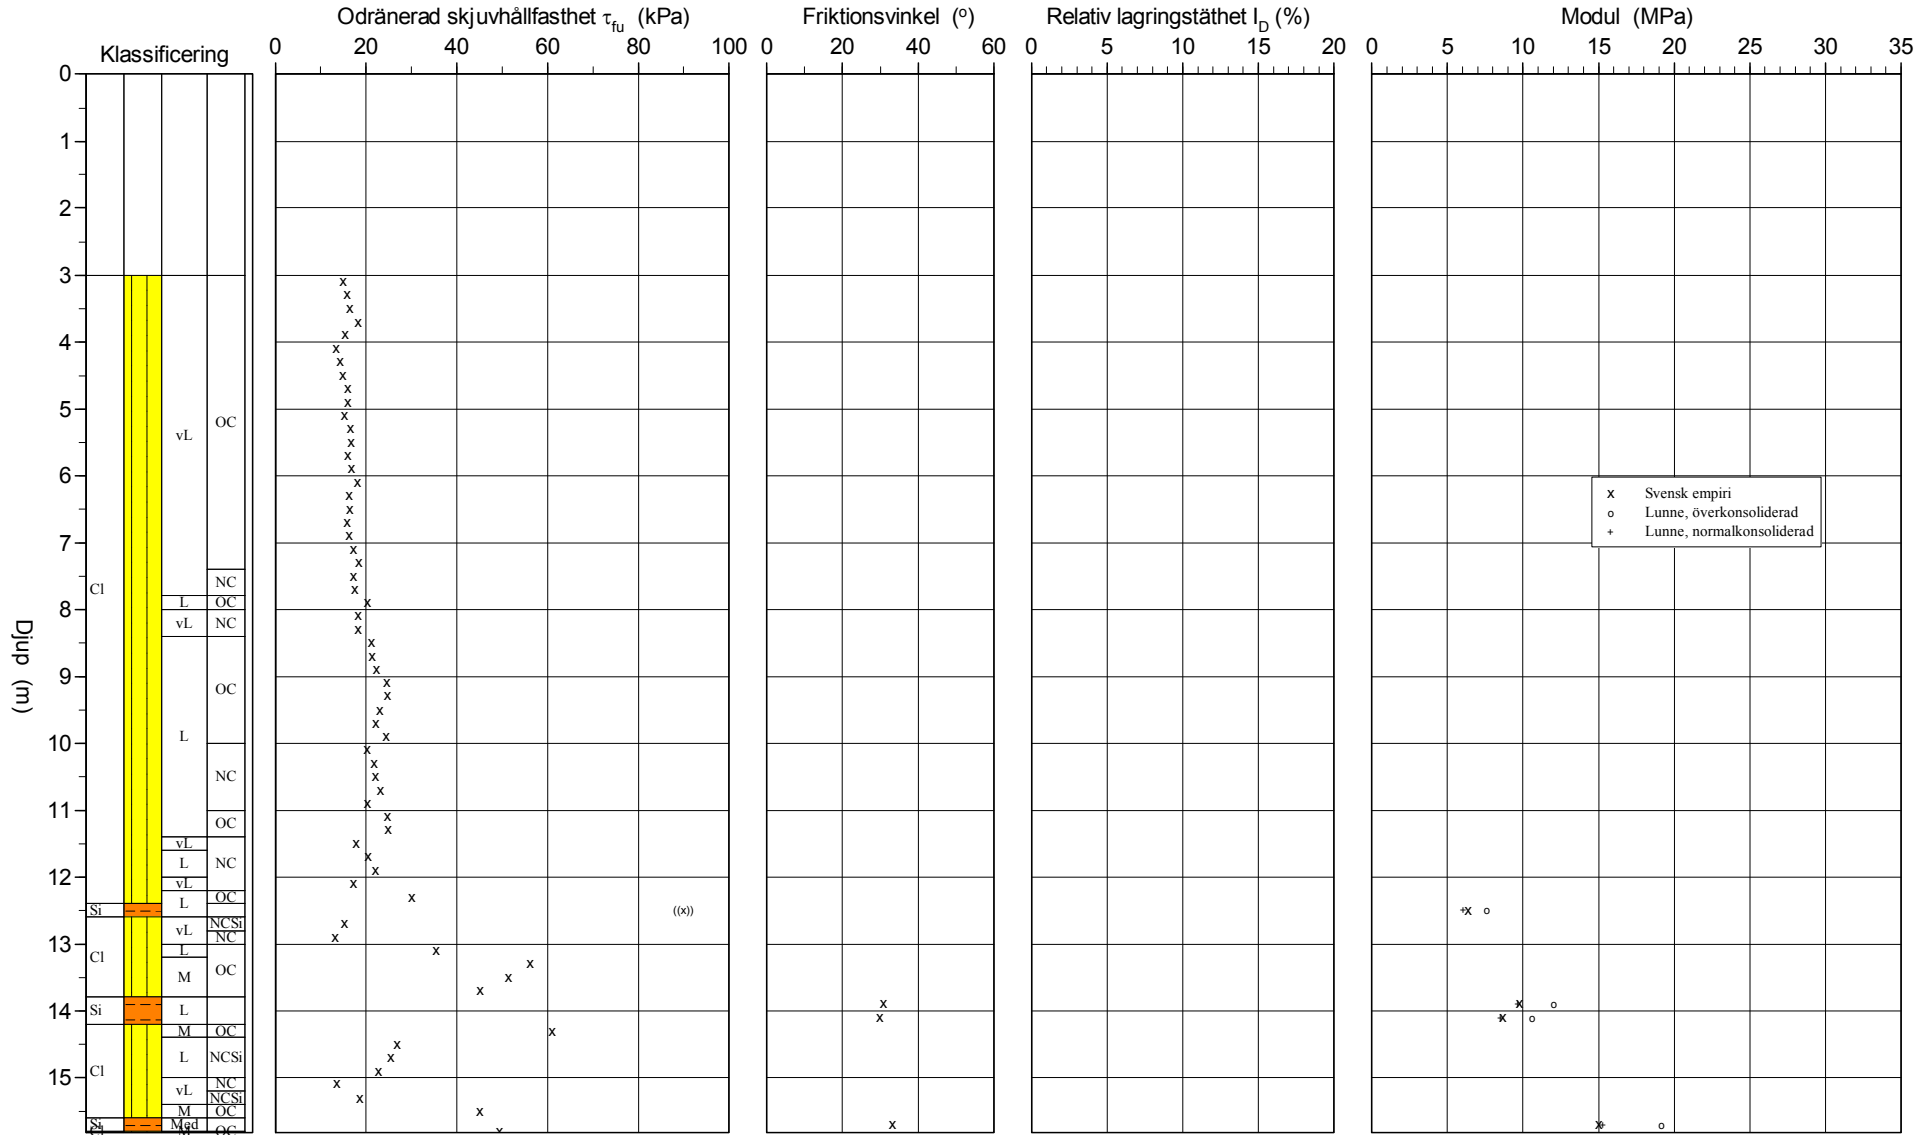 Odränerad skjuvhållfasthet τfu (kPa)
Friktionsvinkel (º)
Relativ lagringstäthet ID (%)
Modul (MPa)
Klassificering
0 20 40 60 80 100
0 20 40 60
0 5 10 15 20
0 5 10 15 20 25 30 35
Djup (m)
0
1
2
3
4
5
6
7
8
9
10
11
12
13
14
15
Cl
Si
Cl
Si
Cl
Si
Cl
vL
L
vL
L
vL
L
vL
L
vL
L
M
L
M
L
vL
M
Med
M
OC
NC
OC
NC
OC
NC
OC
NC
OC
NCSi
NC
OC
OC
NCSi
NC
NCSi
OC
OC
((x))
x Svensk empiri
o Lunne, överkonsoliderad
+ Lunne, normalkonsoliderad